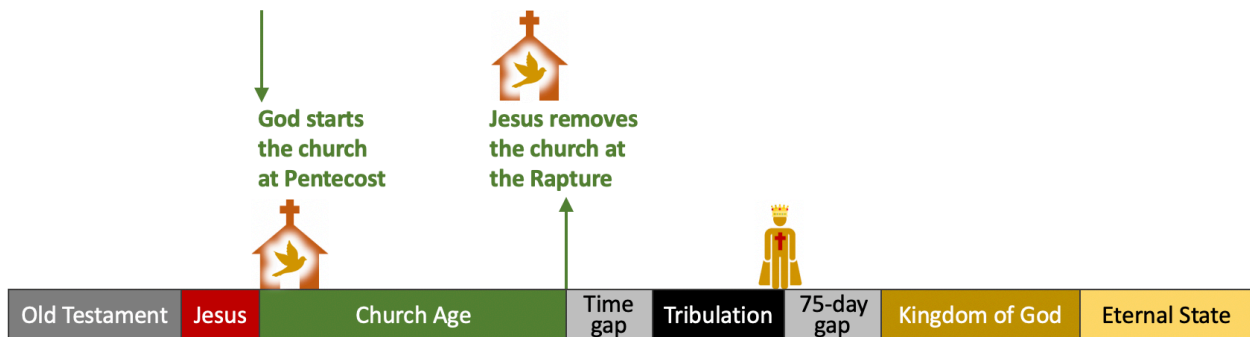 God starts
the church
at Pentecost
Jesus removes
the church at
the Rapture
Old Testament
Jesus
Church Age
Time
gap
Tribulation
75-day
gap
Kingdom of God
Eternal State